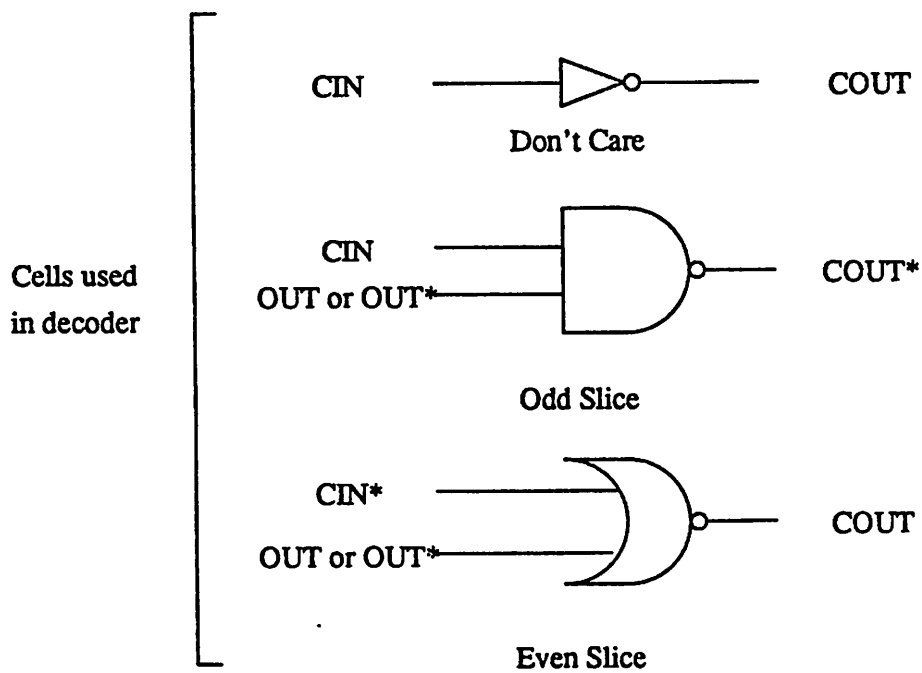 CIN
COUT
Don't Care
CIN
COUT*
OUT or OUT*
Cells used
in decoder
Odd Slice
CIN*
COUT
OUT or OUT*
Even Slice